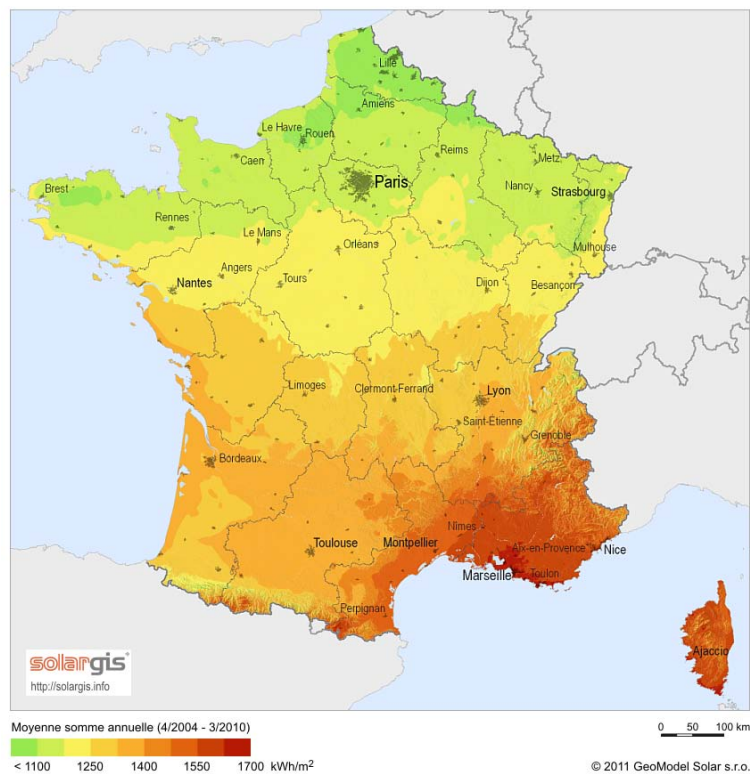 Lille
Amiens
Le Havre
Rouen
Caen
Reims
Metz
Paris
Nancy
Strasbourg
Brest
Rennes
Le Mans
Orléans
Mulhouse
Angers
Tours
Nantes
Dijon
Besançon
Limoges
Clermont-Ferrand
Lyon
Saint-Étienne
Grenoble
Bordeaux
Nîmes
Toulouse
Montpellier
Aix-en-Provence
Nice
Marseille
Toulon
Perpignan
Ajaccio
solargis
http://solargis.info
Moyenne somme annuelle (4/2004 - 3/2010)
0 50 100 km
< 1100 1250 1400 1550 1700 kWh/m²
© 2011 GeoModel Solar s.r.o.